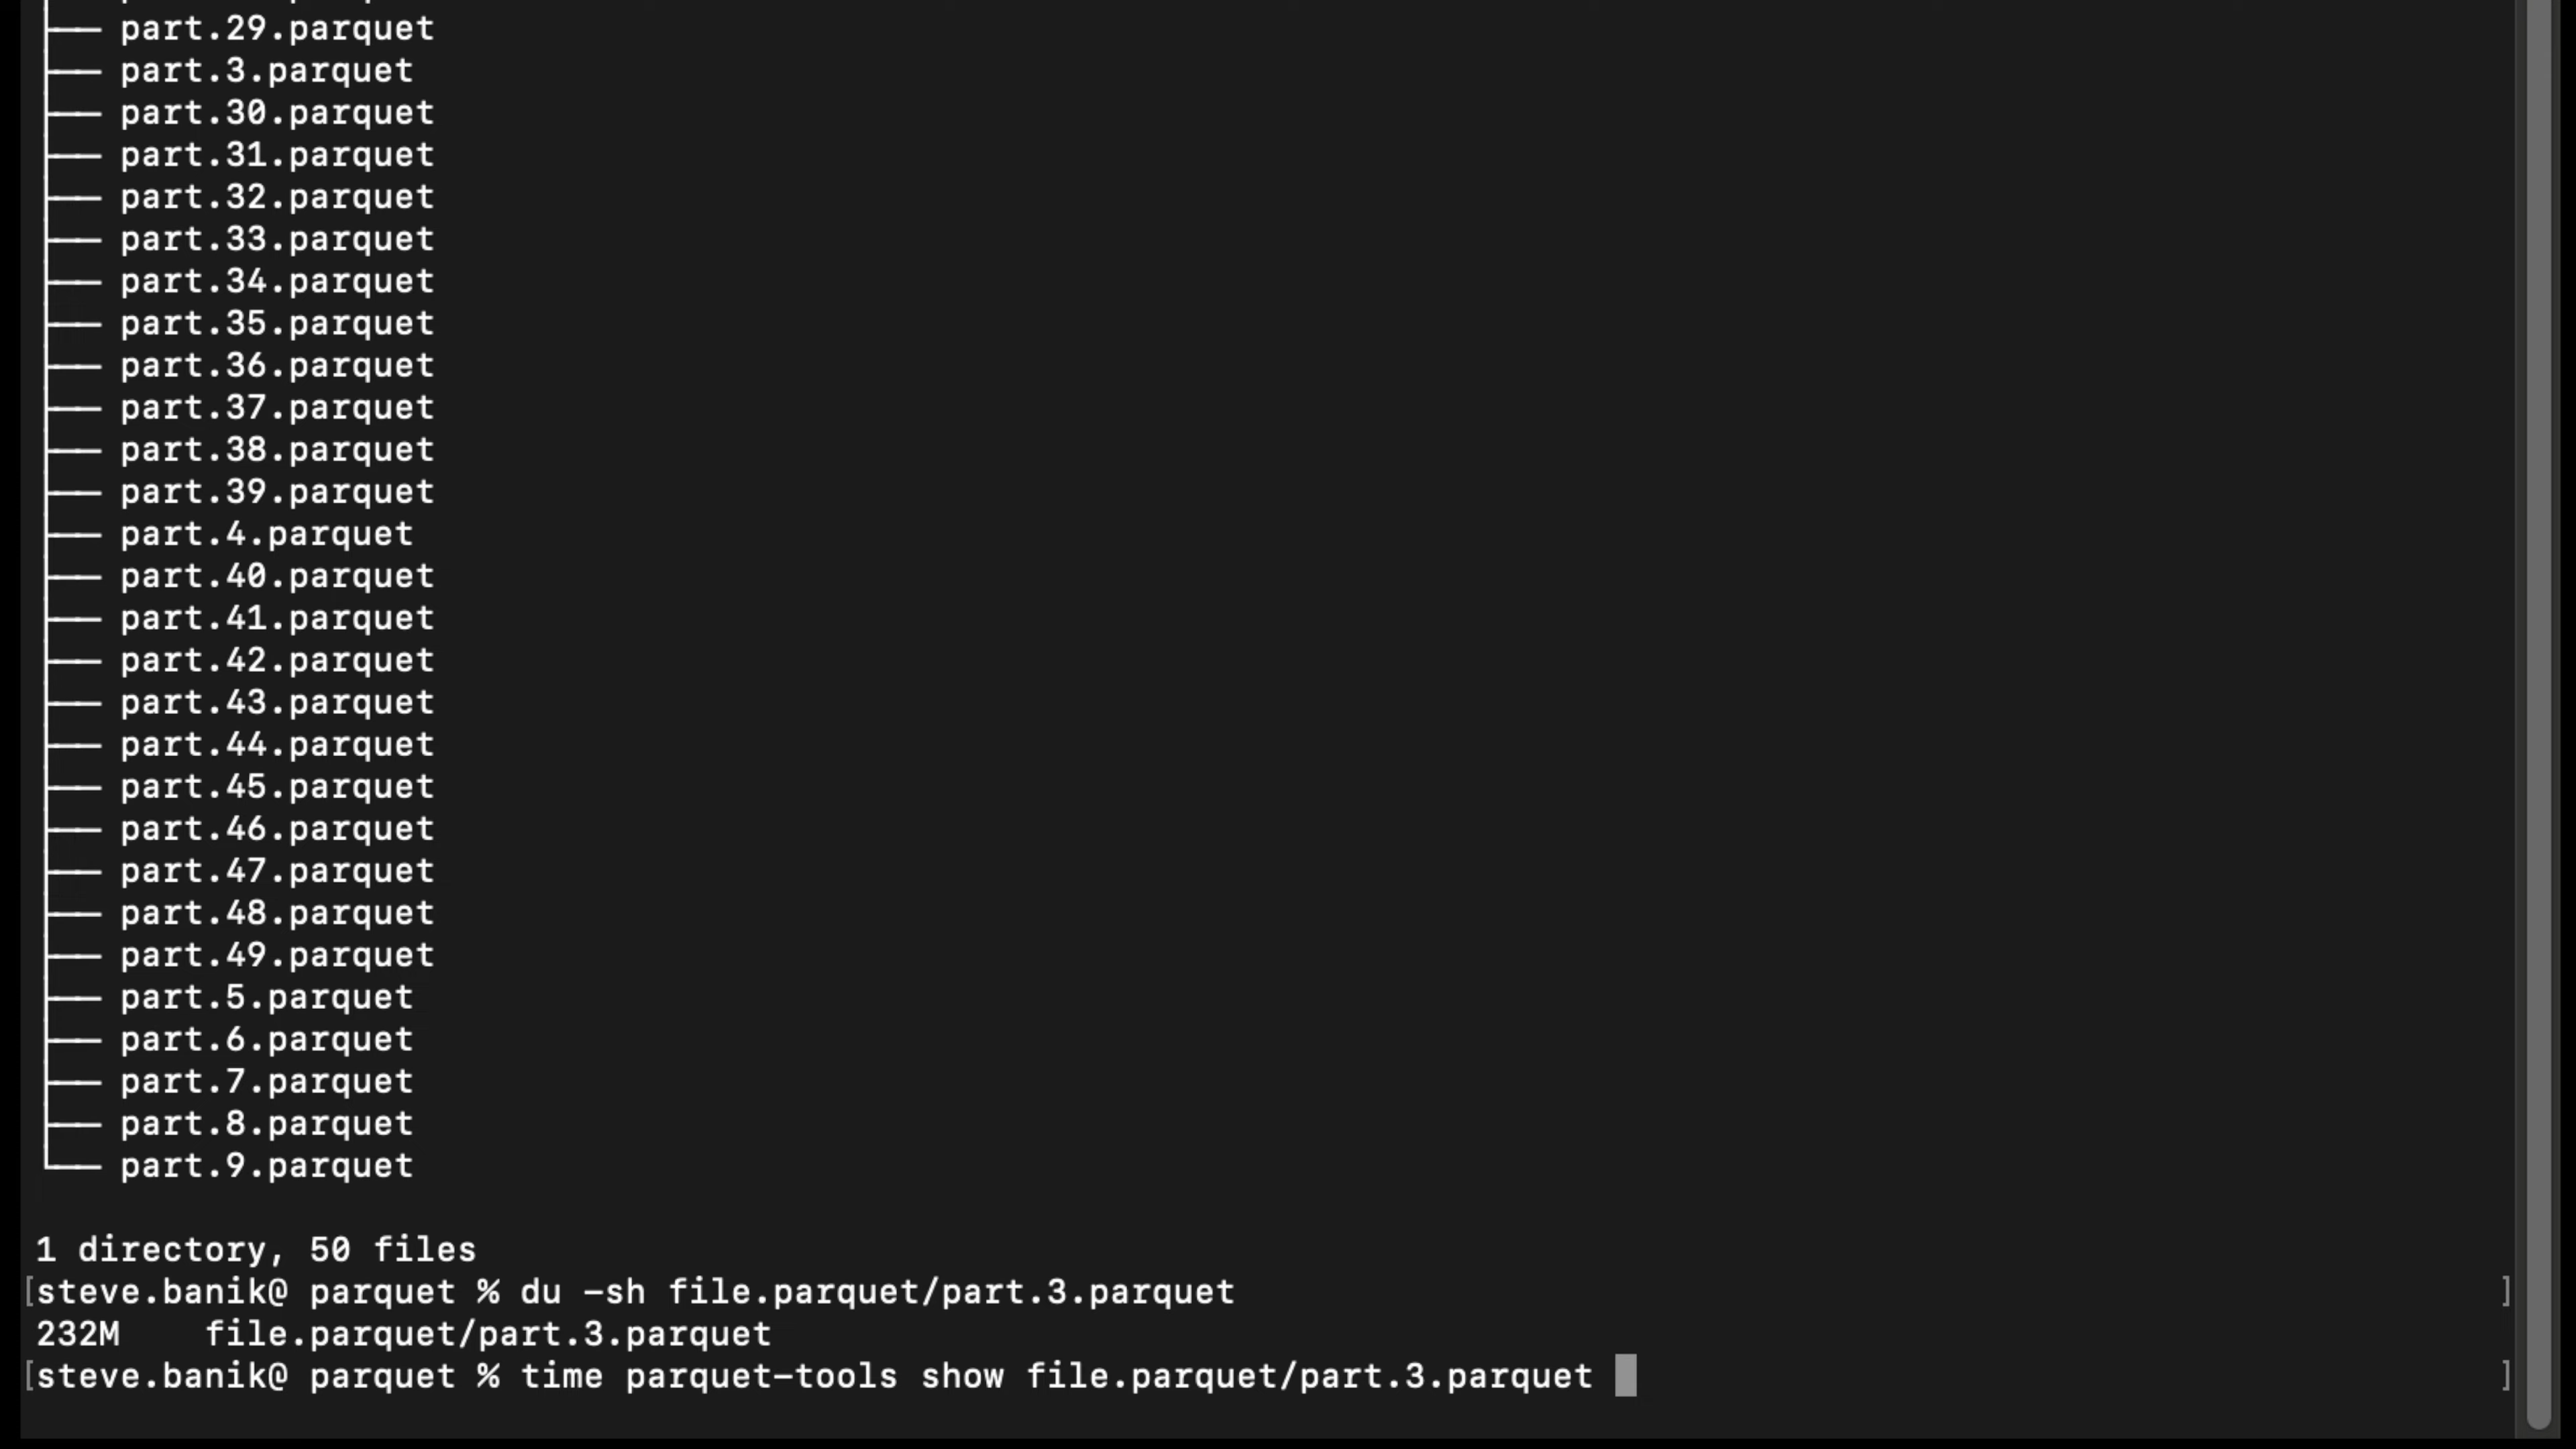 ├── part.29.parquet
├── part.3.parquet
├── part.30.parquet
├── part.31.parquet
├── part.32.parquet
├── part.33.parquet
├── part.34.parquet
├── part.35.parquet
├── part.36.parquet
├── part.37.parquet
├── part.38.parquet
├── part.39.parquet
├── part.4.parquet
├── part.40.parquet
├── part.41.parquet
├── part.42.parquet
├── part.43.parquet
├── part.44.parquet
├── part.45.parquet
├── part.46.parquet
├── part.47.parquet
├── part.48.parquet
├── part.49.parquet
├── part.5.parquet
├── part.6.parquet
├── part.7.parquet
├── part.8.parquet
└── part.9.parquet
1 directory, 50 files
[steve.banik@ parquet % du -sh file.parquet/part.3.parquet ]
232M file.parquet/part.3.parquet
[steve.banik@ parquet % time parquet-tools show file.parquet/part.3.parquet ]